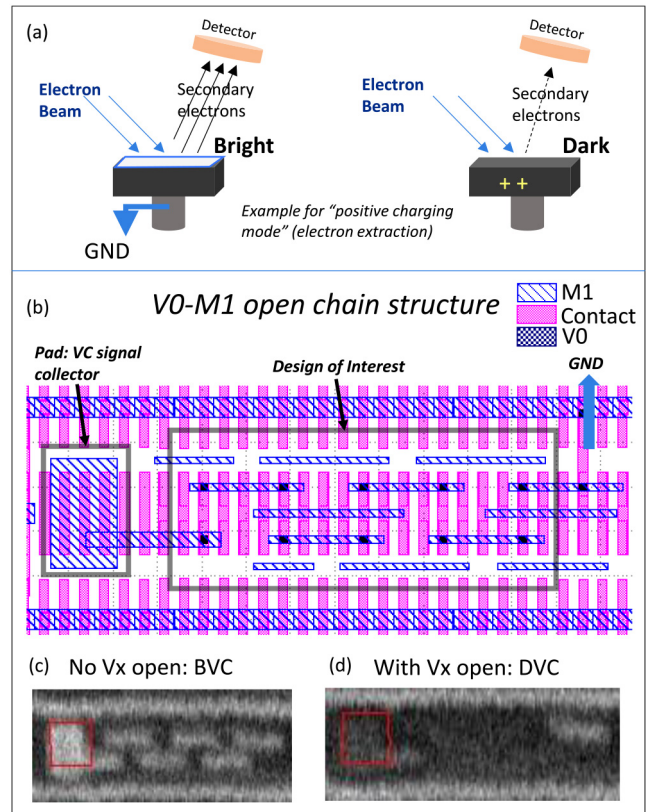 (a)
Detector
Detector
Electron
Beam
Secondary
electrons
Bright
Electron
Beam
Secondary
electrons
Dark
+ +
GND
Example for “positive charging
mode” (electron extraction)
(b)
V0-M1 open chain structure
M1
Contact
V0
Pad: VC signal
collector
Design of Interest
GND
(c) No Vx open: BVC
(d) With Vx open: DVC